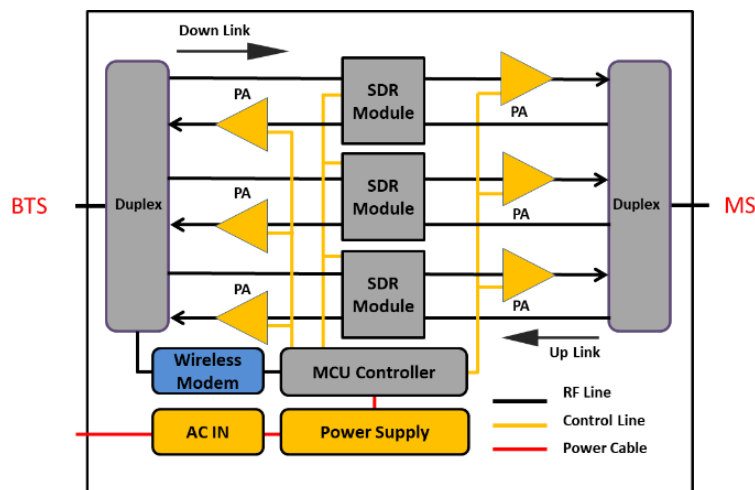 Down Link
PA
SDR
Module
PA
BTS
Duplex
PA
SDR
Module
PA
Duplex
MS
PA
SDR
Module
PA
Up Link
Wireless
Modem
MCU Controller
AC IN
Power Supply
RF Line
Control Line
Power Cable